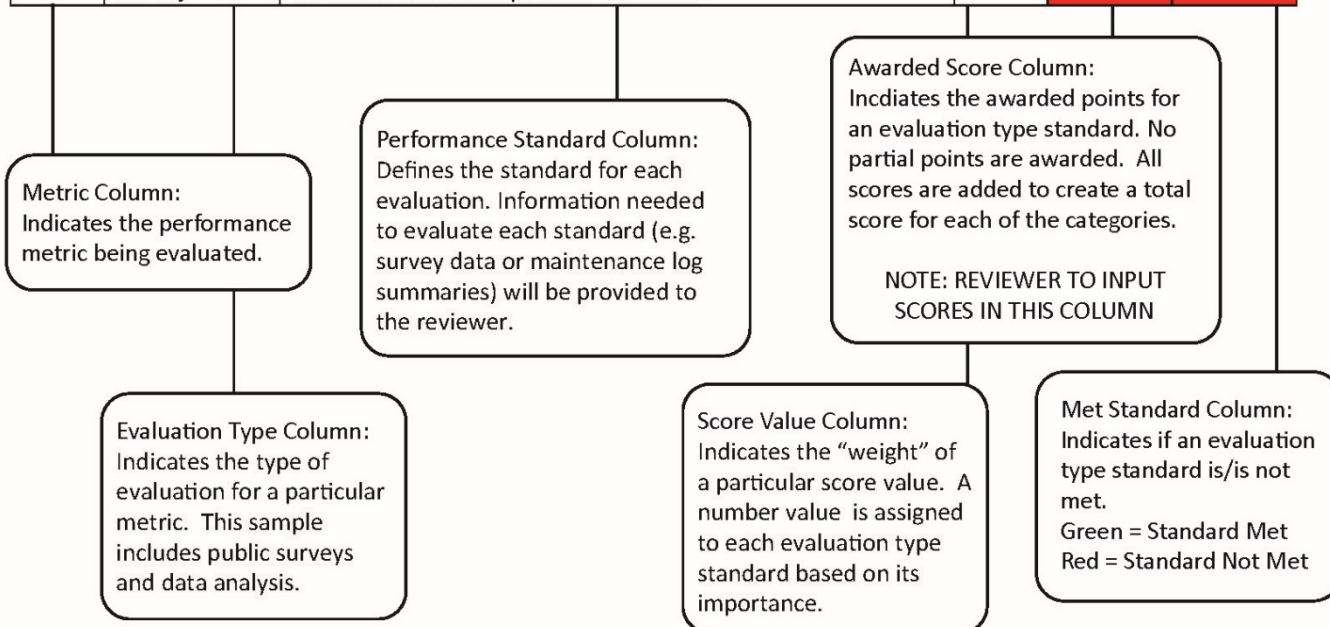 Metric Column:
Indicates the performance
metric being evaluated.
Performance Standard Column:
Defines the standard for each
evaluation. Information needed
to evaluate each standard (e.g.
survey data or maintenance log
summaries) will be provided to
the reviewer.
Awarded Score Column:
Incdiates the awarded points for
an evaluation type standard. No
partial points are awarded.  All
scores are added to create a total
score for each of the categories.
NOTE: REVIEWER TO INPUT
SCORES IN THIS COLUMN
Evaluation Type Column:
Indicates the type of
evaluation for a particular
metric.  This sample
includes public surveys
and data analysis.
Score Value Column:
Indicates the “weight” of
a particular score value.  A
number value  is assigned
to each evaluation type
standard based on its
importance.
Met Standard Column:
Indicates if an evaluation
type standard is/is not
met.
Green = Standard Met
Red = Standard Not Met